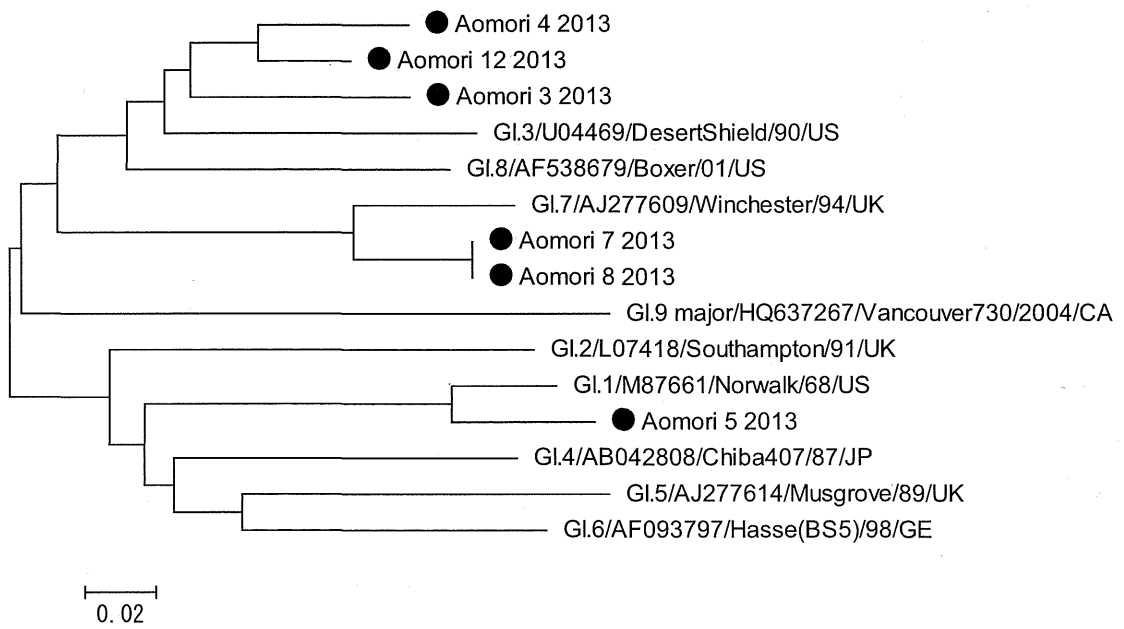 Aomori 4 2013
Aomori 12 2013
Aomori 3 2013
GI.3/U04469/DesertShield/90/US
GI.8/AF538679/Boxer/01/US
GI.7/AJ277609/Winchester/94/UK
Aomori 7 2013
Aomori 8 2013
GI.9 major/HQ637267/Vancouver730/2004/CA
GI.2/L07418/Southampton/91/UK
GI.1/M87661/Norwalk/68/US
Aomori 5 2013
GI.4/AB042808/Chiba407/87/JP
GI.5/AJ277614/Musgrove/89/UK
GI.6/AF093797/Hasse(BS5)/98/GE
0.02